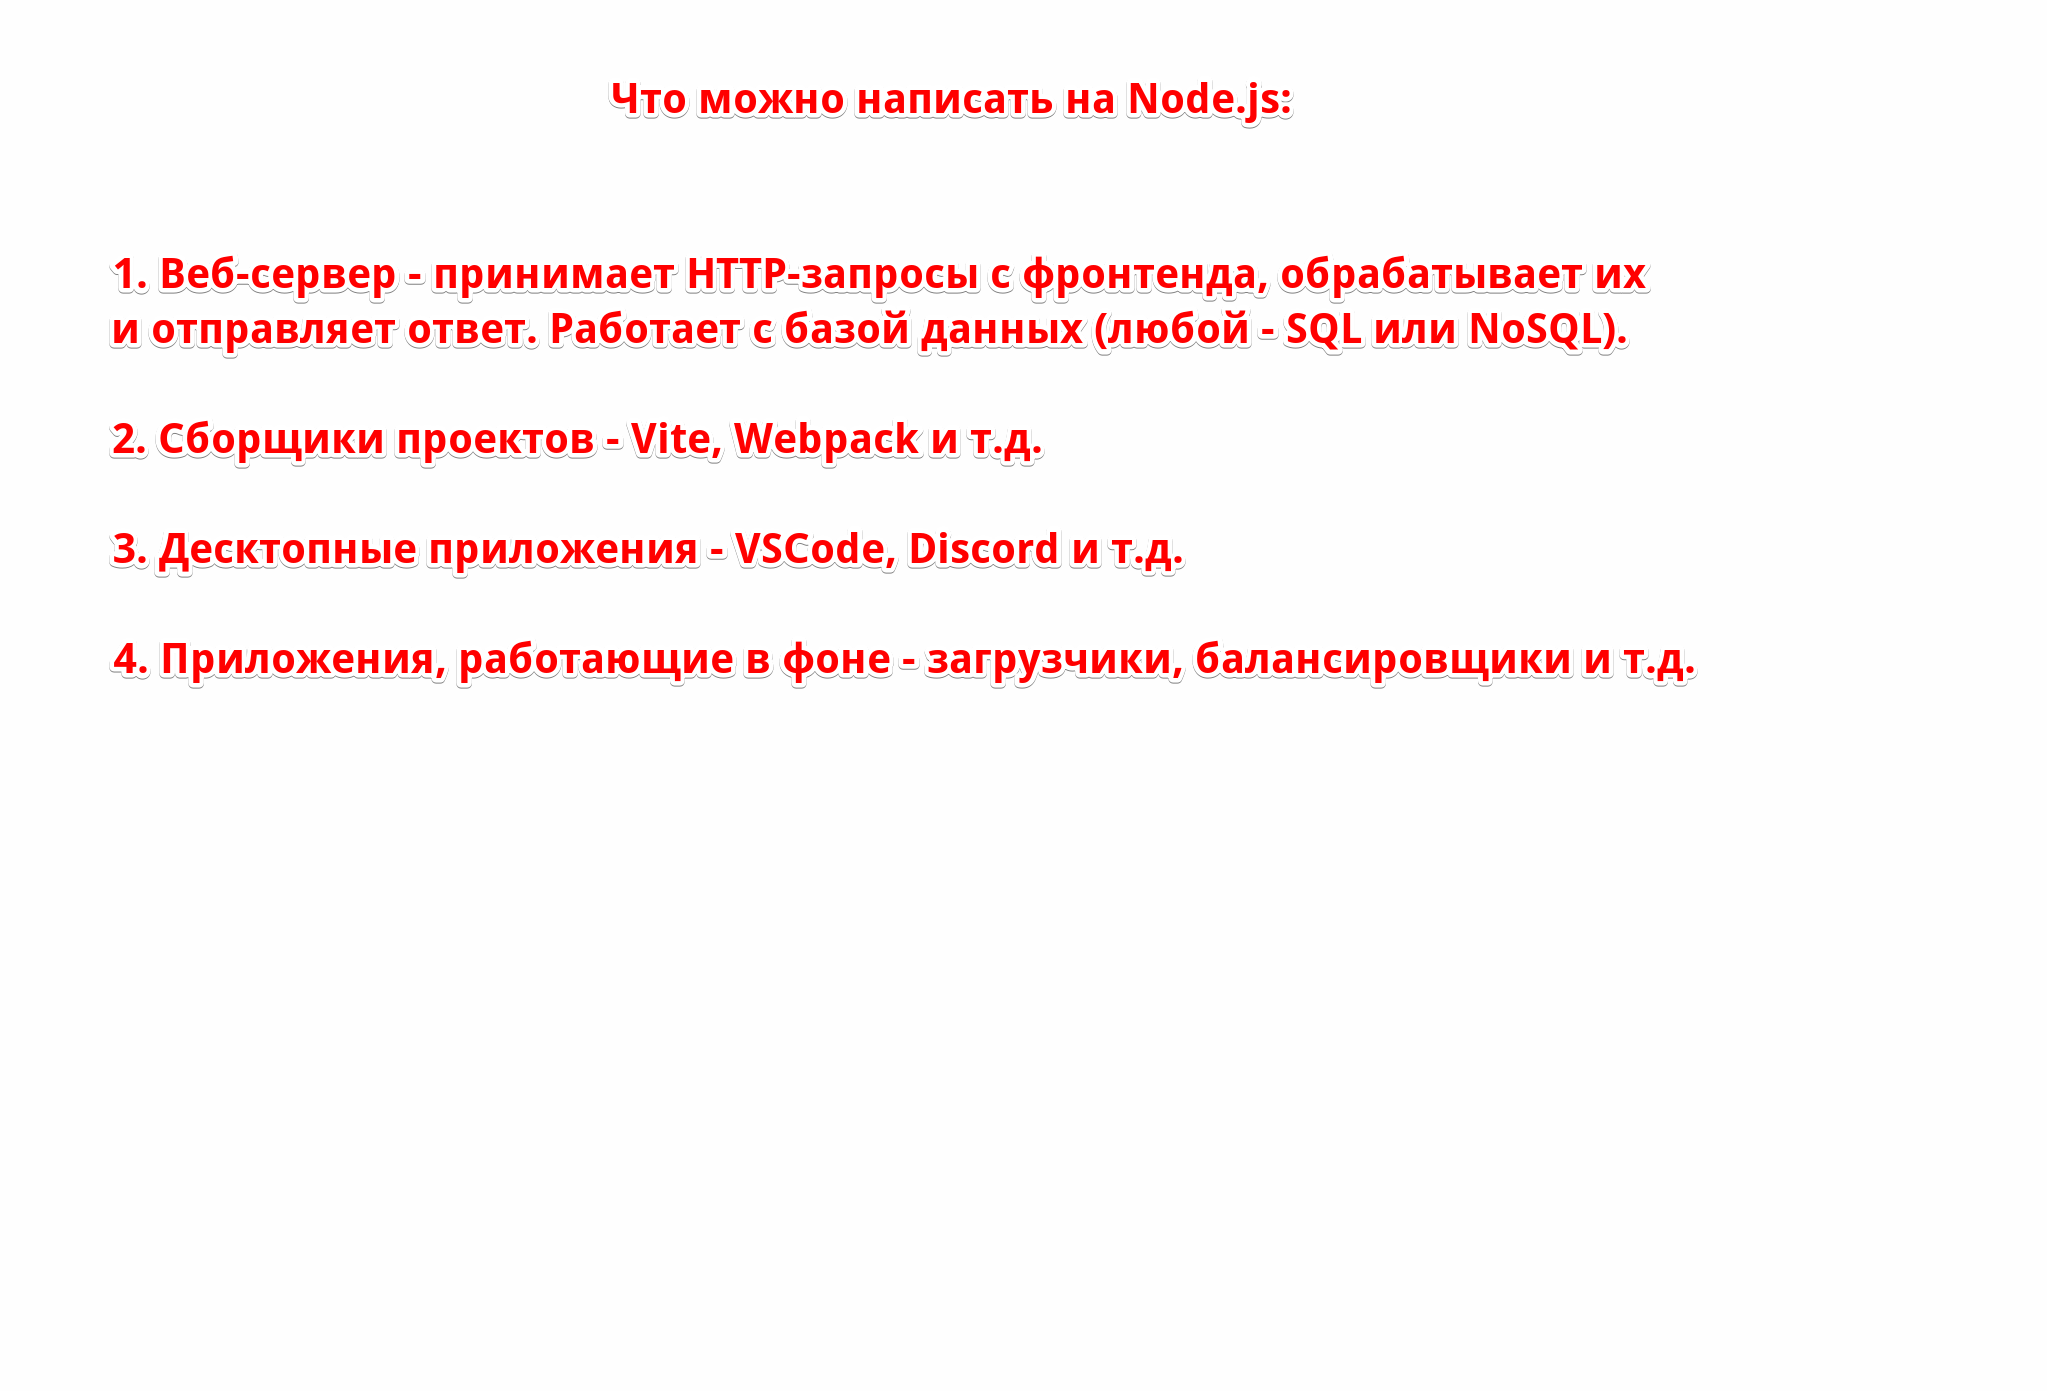 Что можно написать на Node.js:
1. Веб-сервер - принимает HTTP-запросы с фронтенда, обрабатывает их
и отправляет ответ. Работает с базой данных (любой - SQL или NoSQL).
2. Сборщики проектов - Vite, Webpack и т.д.
3. Десктопные приложения - VSCode, Discord и т.д.
4. Приложения, работающие в фоне - загрузчики, балансировщики и т.д.